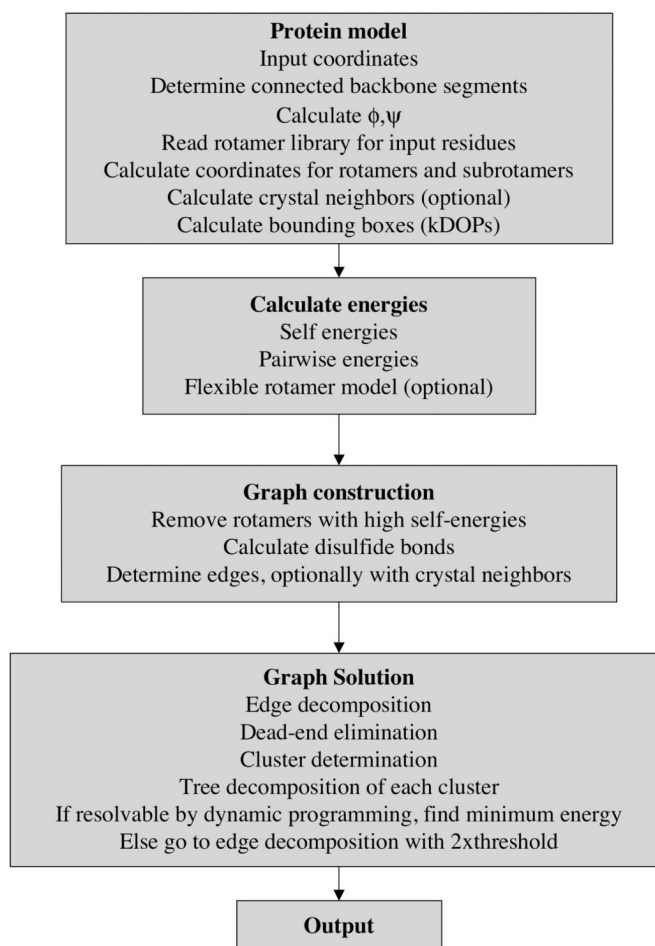 Protein model
Input coordinates
Determine connected backbone segments
Calculate ϕ,ψ
Read rotamer library for input residues
Calculate coordinates for rotamers and subrotamers
Calculate crystal neighbors (optional)
Calculate bounding boxes (kDOPs)
Calculate energies
Self energies
Pairwise energies
Flexible rotamer model (optional)
Graph construction
Remove rotamers with high self-energies
Calculate disulfide bonds
Determine edges, optionally with crystal neighbors
Graph Solution
Edge decomposition
Dead-end elimination
Cluster determination
Tree decomposition of each cluster
If resolvable by dynamic programming, find minimum energy
Else go to edge decomposition with 2xthreshold
Output